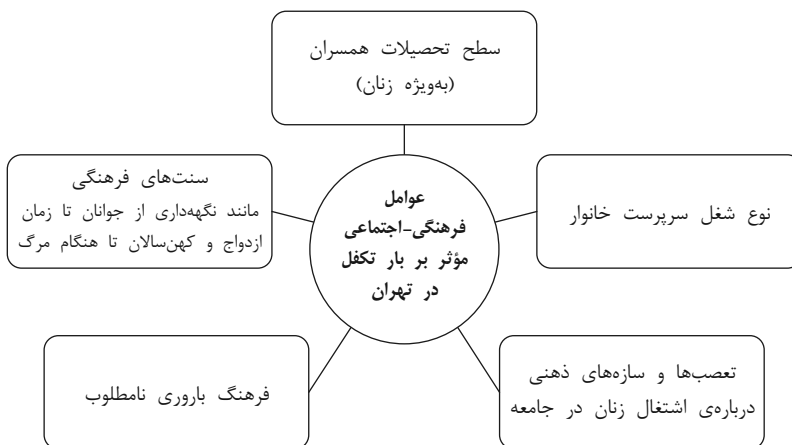 سطح تحصیلات همسران
(به‌ویژه زنان)
سنت‌های فرهنگی
مانند نگهداری از جوانان تا زمان
ازدواج و کهن‌سالان تا هنگام مرگ
عوامل
فرهنگی-اجتماعی
مؤثر بر بار تکفل
در تهران
نوع شغل سرپرست خانوار
فرهنگ باروری نامطلوب
تعصب‌ها و سازه‌های ذهنی
درباره‌ی اشتغال زنان در جامعه